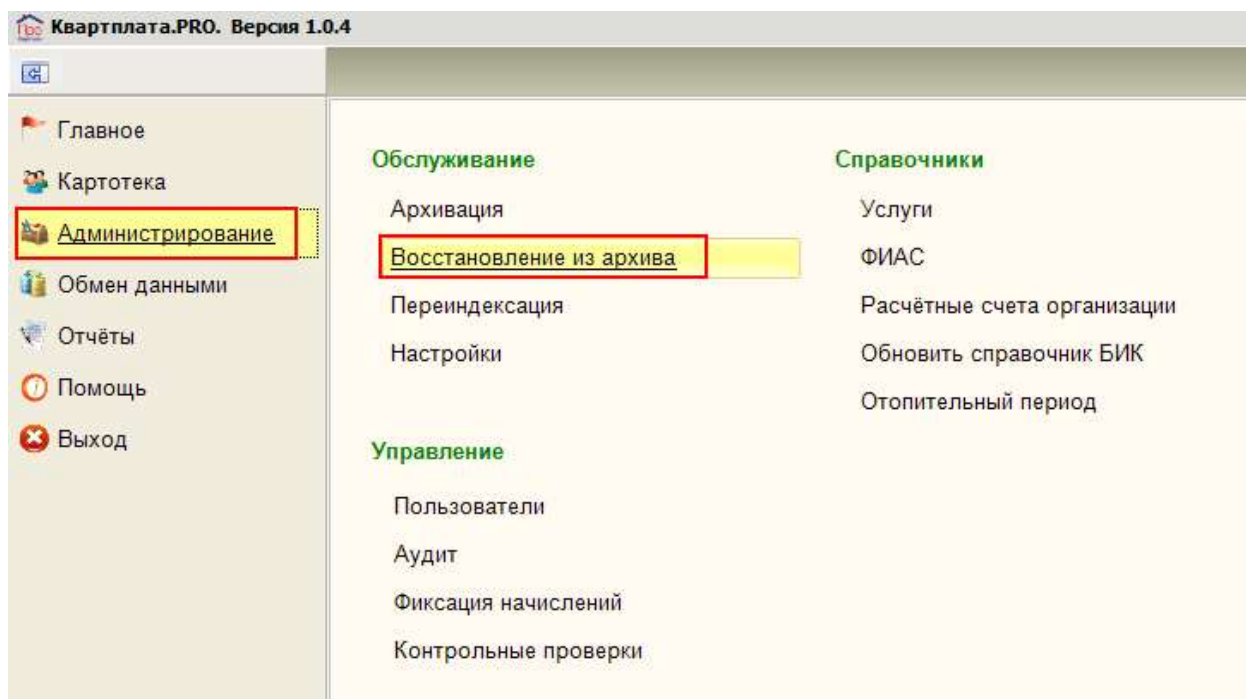 Квартплата.PRO. Версия 1.0.4
Главное
Картотека
Администрирование
Обмен данными
Отчёты
Помощь
Выход
Обслуживание
Архивация
Восстановление из архива
Переиндексация
Настройки
Управление
Пользователи
Аудит
Фиксация начислений
Контрольные проверки
Справочники
Услуги
ФИАС
Расчётные счета организации
Обновить справочник БИК
Отопительный период